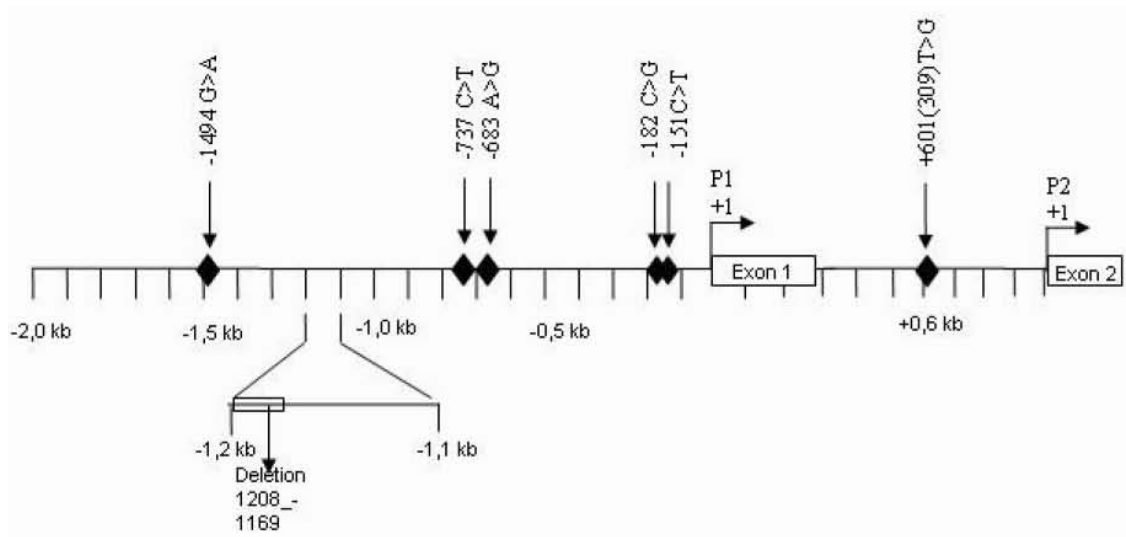 -1494 G>A
-737 C>T
-683 A>G
-182 C>G
-151C>T
+601(309)T>G
P1
+1
P2
+1
Exon 1
Exon 2
-2,0 kb
-1,5 kb
-1,0 kb
-0,5 kb
+0,6 kb
-1,2 kb
-1,1 kb
Deletion
1208_-
1169